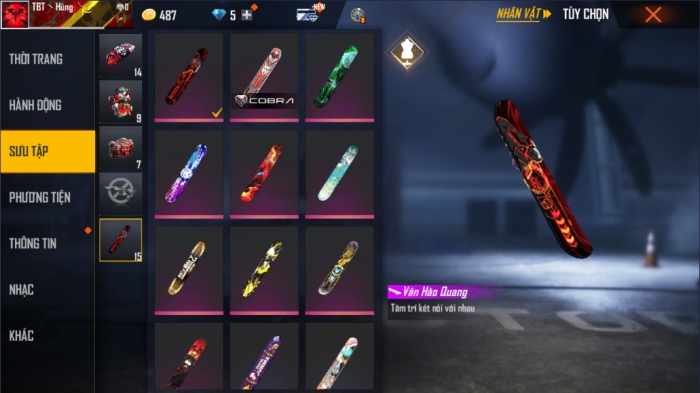 TBT - Hùng
487
5
NEW
NHÂN VẬT
TÙY CHỌN
THỜI TRANG
HÀNH ĐỘNG
SƯU TẬP
PHƯƠNG TIỆN
THÔNG TIN
NHẠC
KHÁC
14
9
7
15
COBRA
Ván Hào Quang
Tâm trí kết nối với nhau